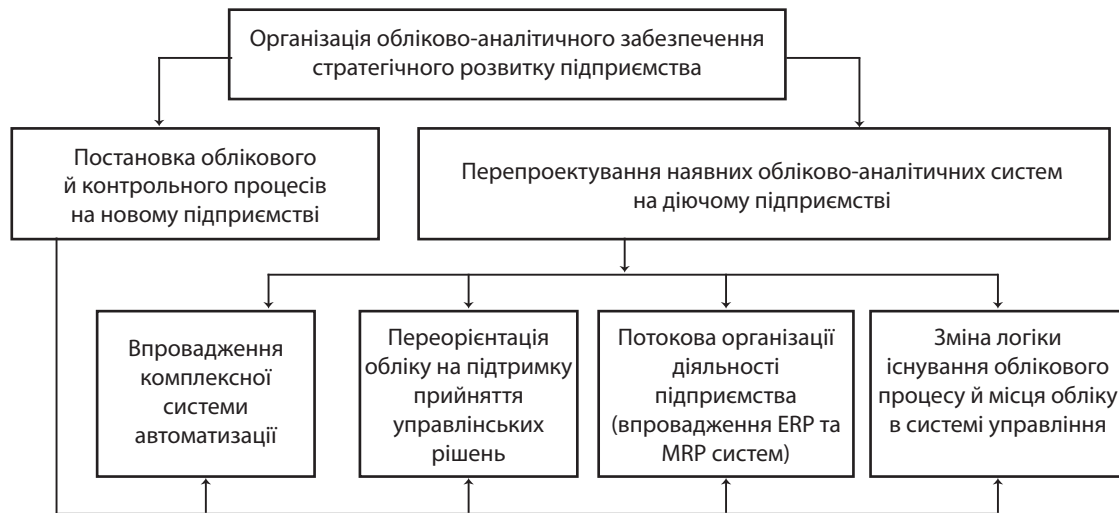 Організація обліково-аналітичного забезпечення
стратегічного розвитку підприємства
Постановка облікового
й контрольного процесів
на новому підприємстві
Перепроектування наявних обліково-аналітичних систем
на діючому підприємстві
Впровадження
комплексної
системи
автоматизації
Переорієнтація
обліку на підтримку
прийняття
управлінських
рішень
Потокова організації
діяльності
підприємства
(впровадження ERP та
MRP систем)
Зміна логіки
існування облікового
процесу й місця обліку
в системі управління